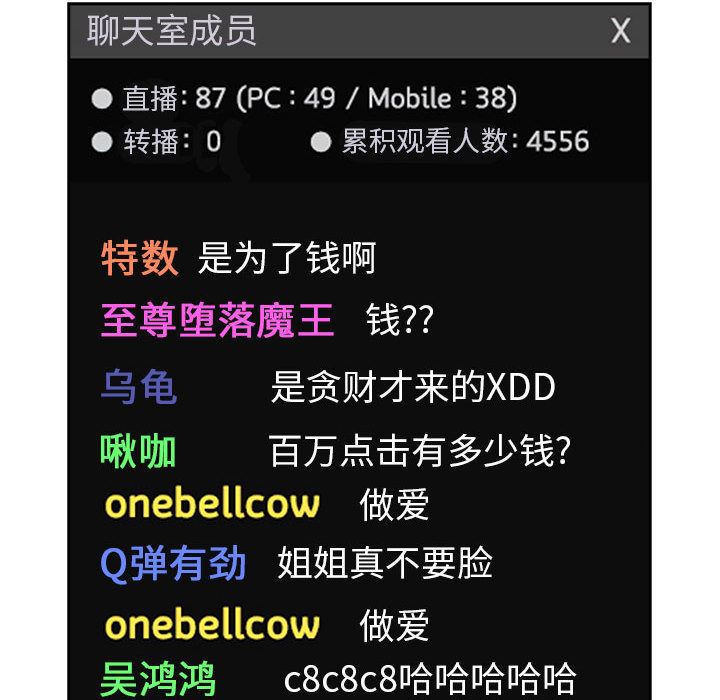 聊天室成员 X
直播: 87 (PC : 49 / Mobile : 38)
转播: 0 累积观看人数: 4556
特数 是为了钱啊
至尊堕落魔王 钱??
乌龟 是贪财才来的XDD
啾咖 百万点击有多少钱?
onebellcow 做爱
Q弹有劲 姐姐真不要脸
onebellcow 做爱
吴鸿鸿 c8c8c8哈哈哈哈哈